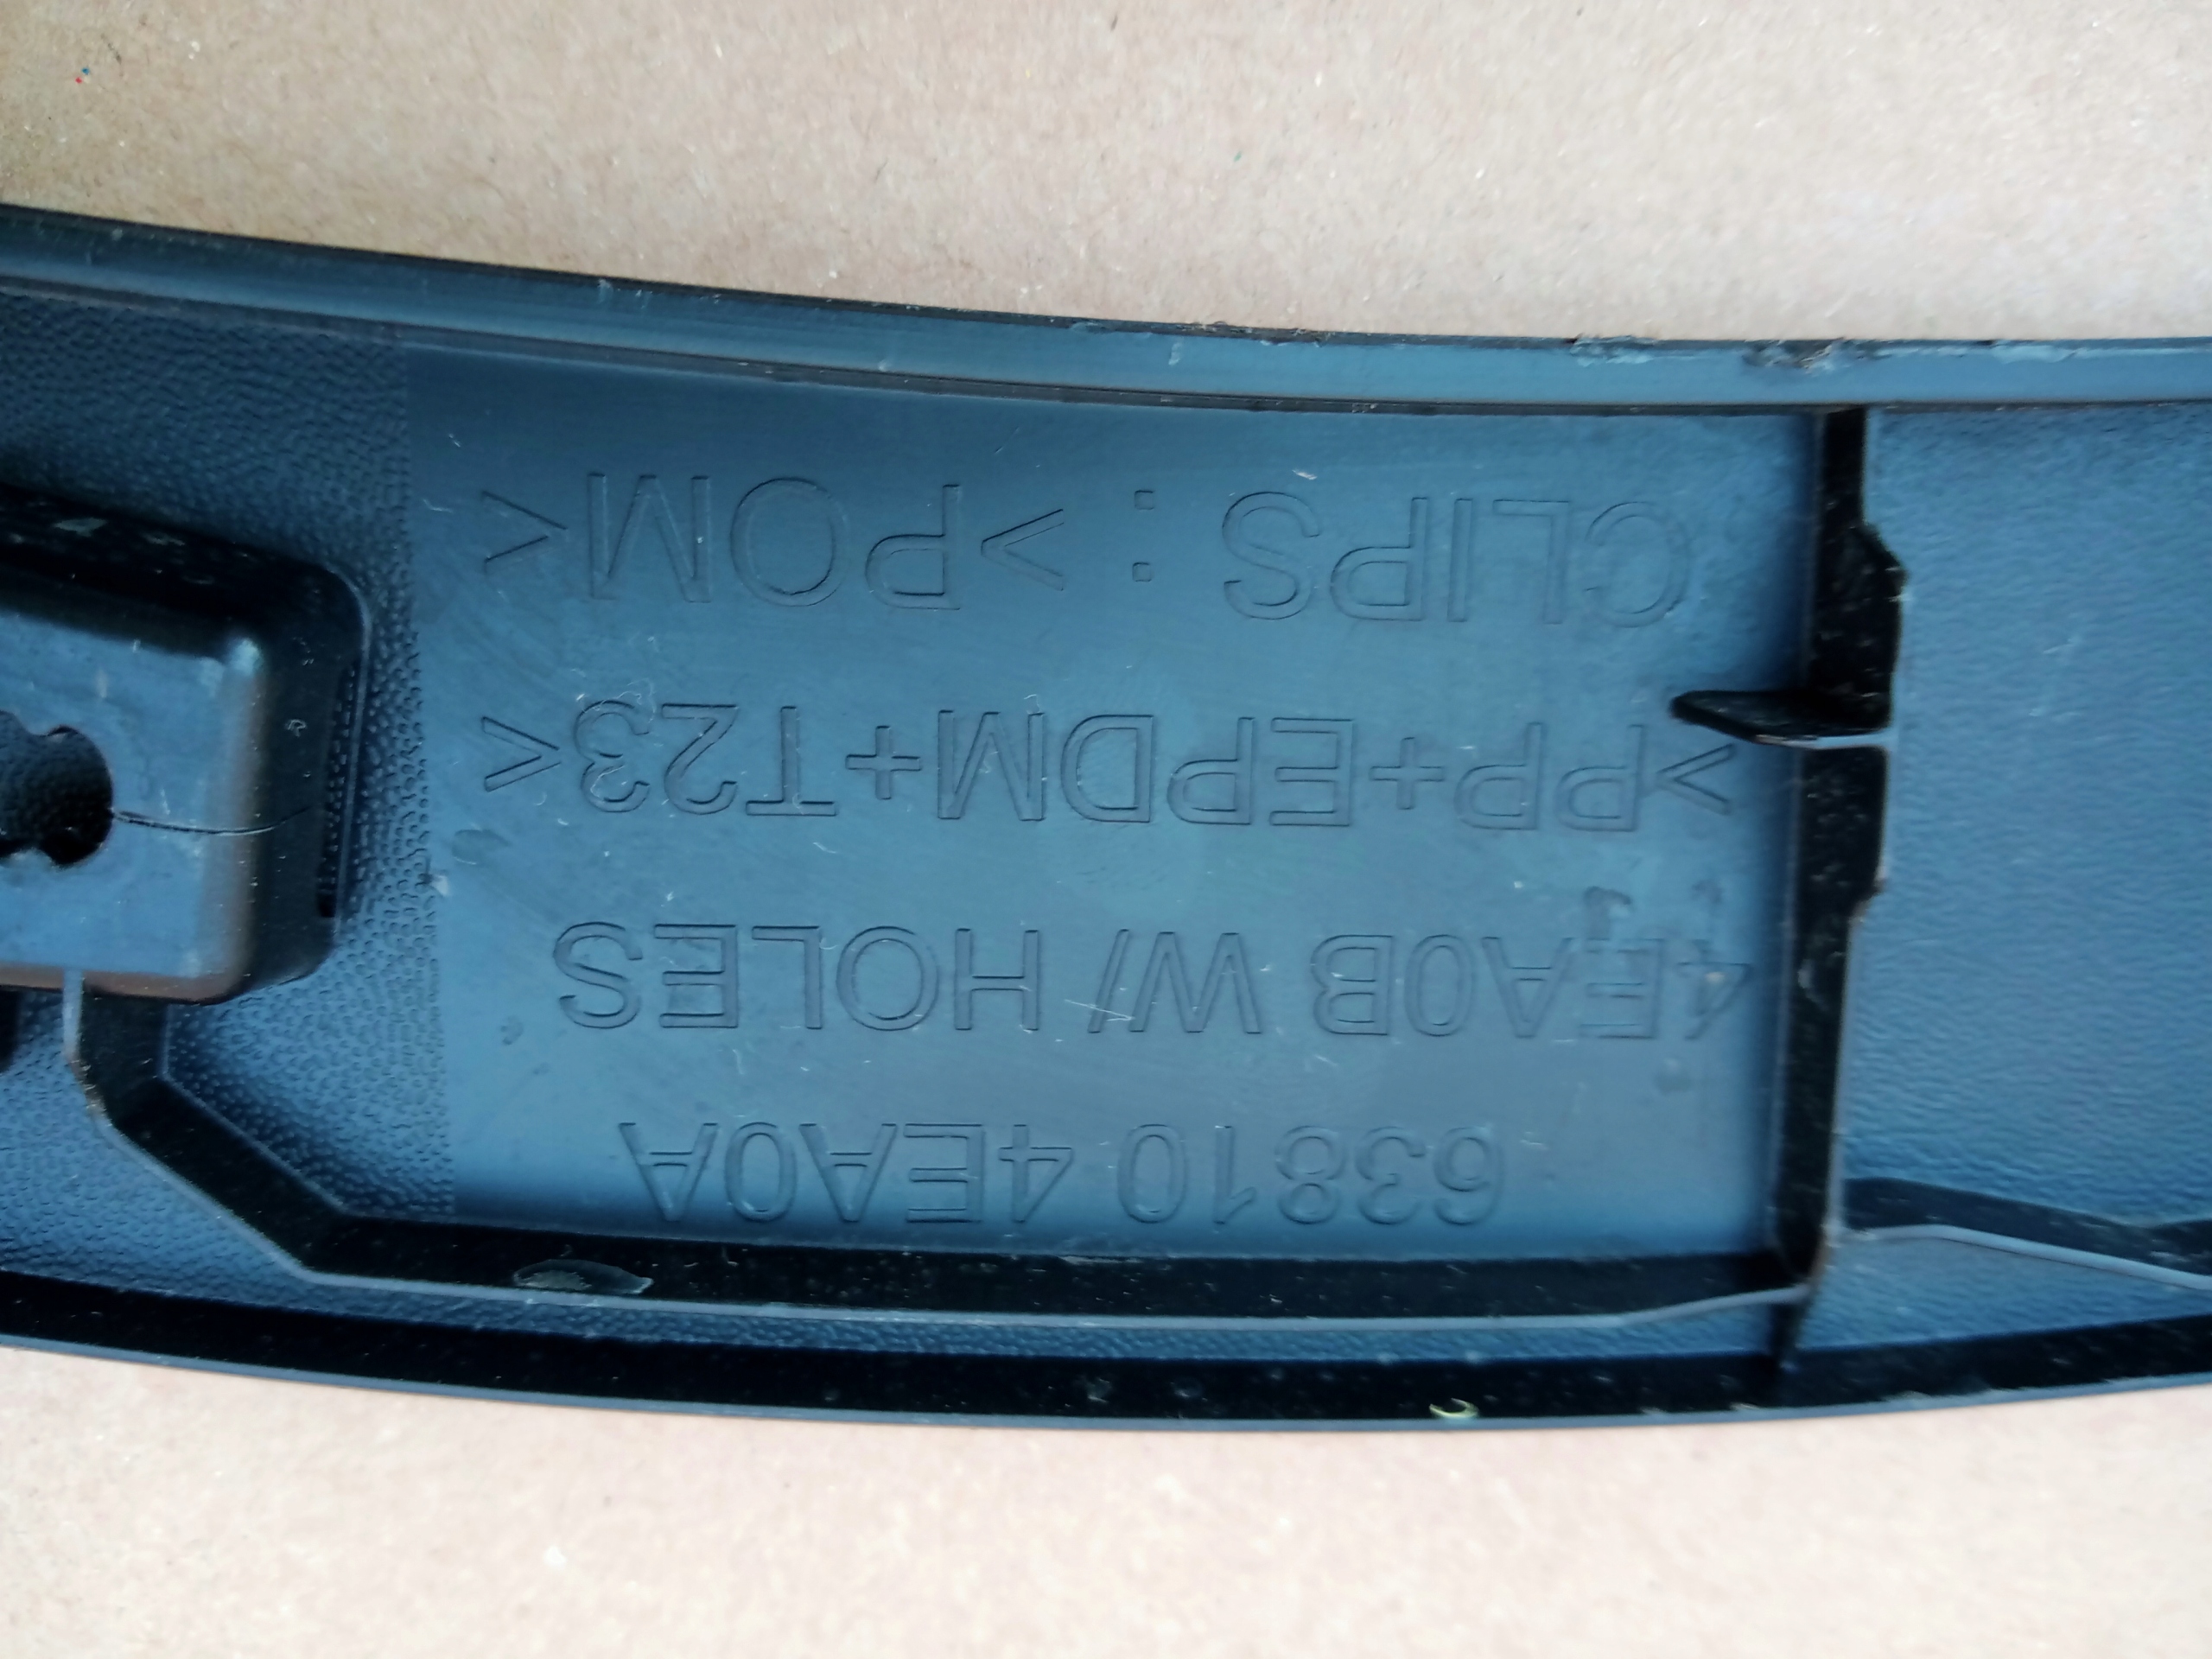 63810 4EA0A
4EA0B W/ HOLES
>PP+EPDM+T23<
CLIPS : >POM<